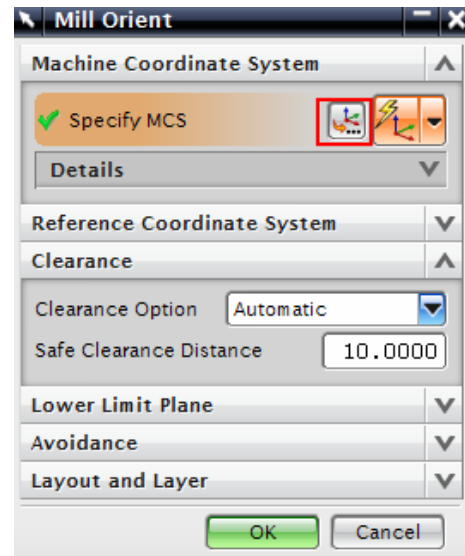 Mill Orient
Machine Coordinate System
Specify MCS
Details
Reference Coordinate System
Clearance
Clearance Option Automatic
Safe Clearance Distance 10.0000
Lower Limit Plane
Avoidance
Layout and Layer
OK Cancel